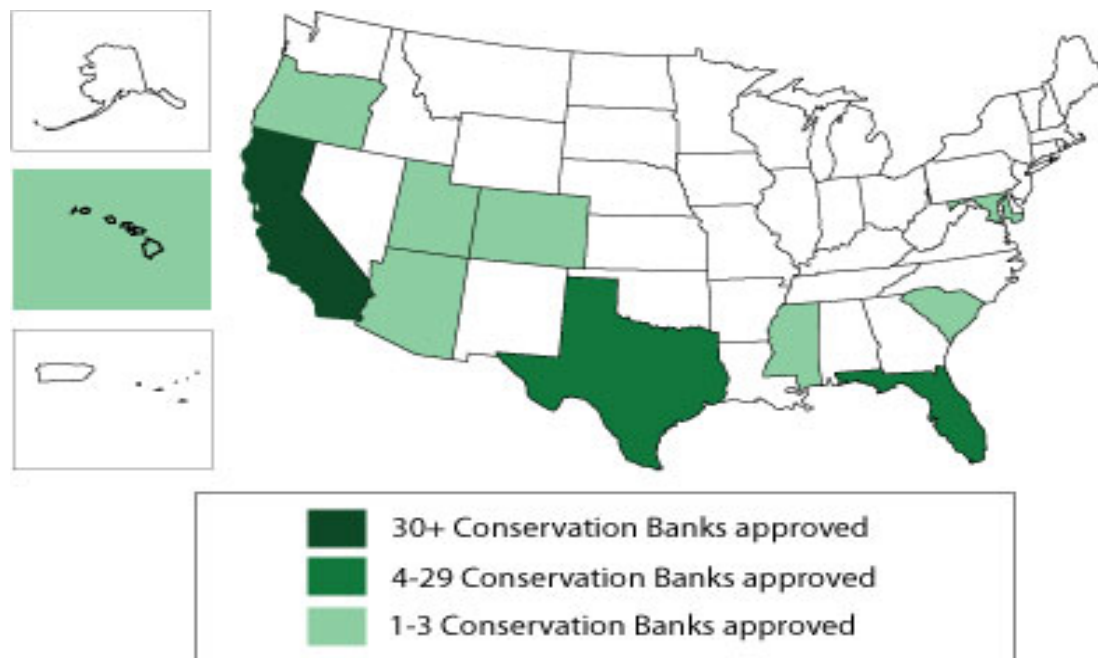 30+ Conservation Banks approved
4-29 Conservation Banks approved
1-3 Conservation Banks approved